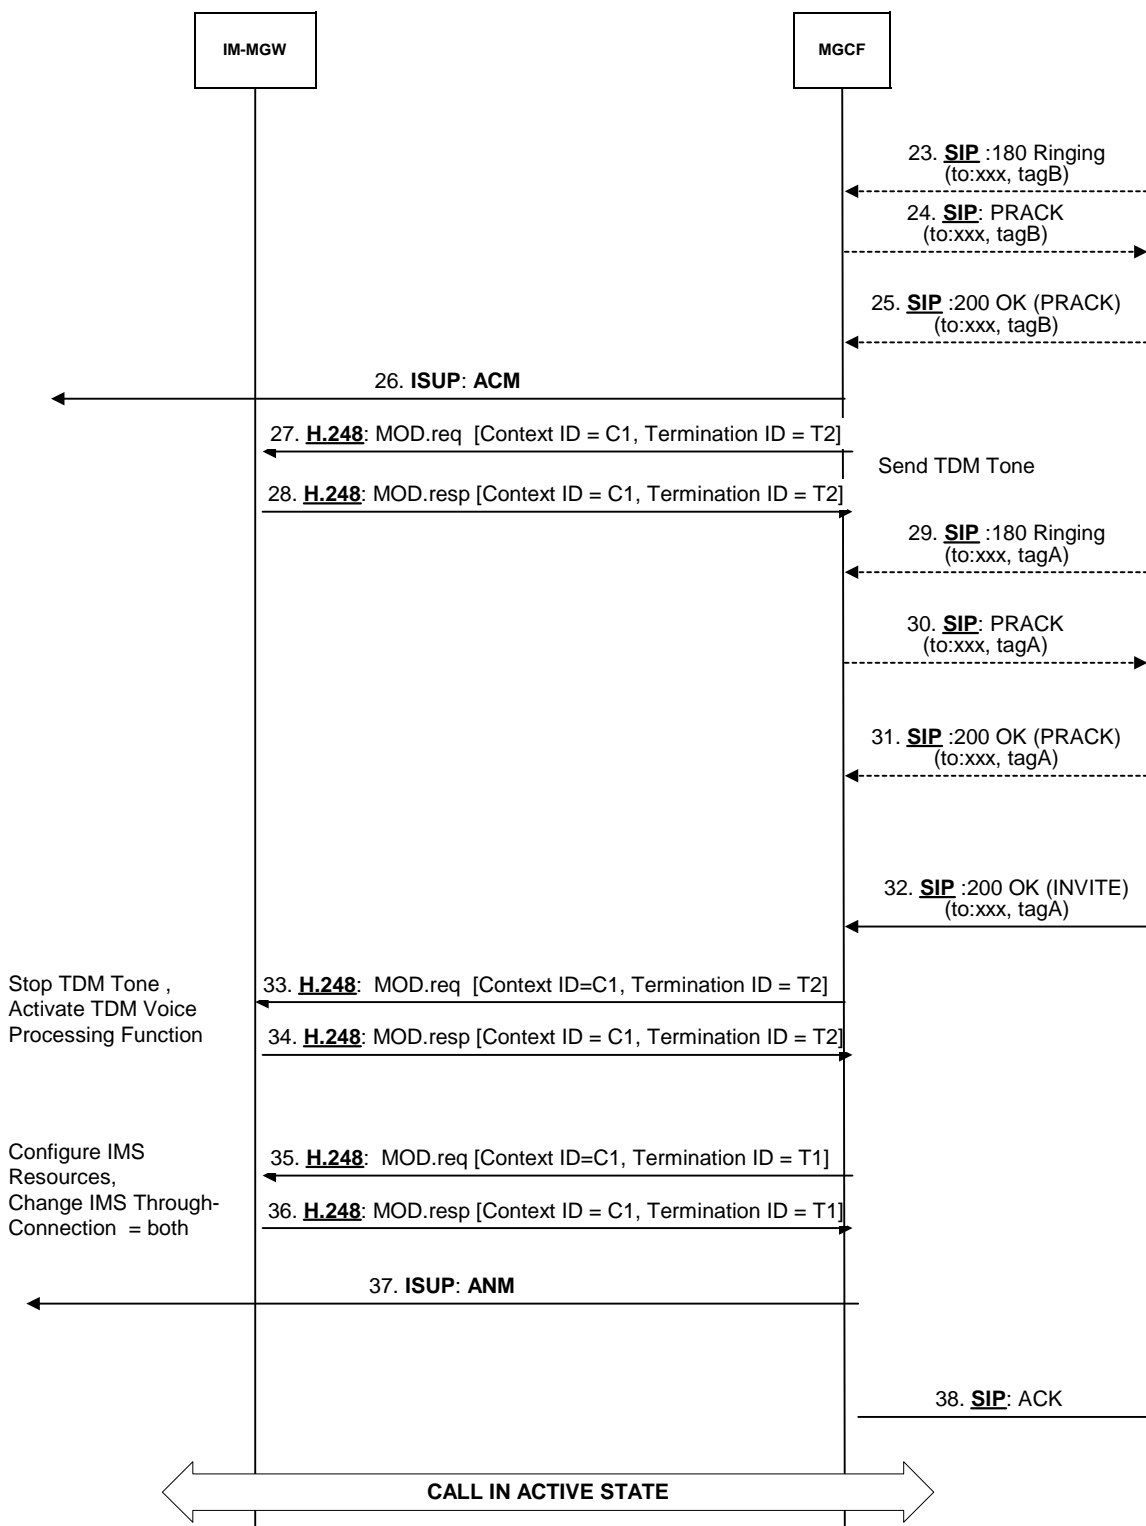 IM-MGW
MGCF
23. SIP :180 Ringing
(to:xxx, tagB)
24. SIP: PRACK
(to:xxx, tagB)
25. SIP :200 OK (PRACK)
(to:xxx, tagB)
26. ISUP: ACM
27. H.248: MOD.req [Context ID = C1, Termination ID = T2]
Send TDM Tone
28. H.248: MOD.resp [Context ID = C1, Termination ID = T2]
29. SIP :180 Ringing
(to:xxx, tagA)
30. SIP: PRACK
(to:xxx, tagA)
31. SIP :200 OK (PRACK)
(to:xxx, tagA)
32. SIP :200 OK (INVITE)
(to:xxx, tagA)
Stop TDM Tone ,
Activate TDM Voice
Processing Function
33. H.248: MOD.req [Context ID=C1, Termination ID = T2]
34. H.248: MOD.resp [Context ID = C1, Termination ID = T2]
Configure IMS
Resources,
Change IMS Through-
Connection = both
35. H.248: MOD.req [Context ID=C1, Termination ID = T1]
36. H.248: MOD.resp [Context ID = C1, Termination ID = T1]
37. ISUP: ANM
38. SIP: ACK
CALL IN ACTIVE STATE